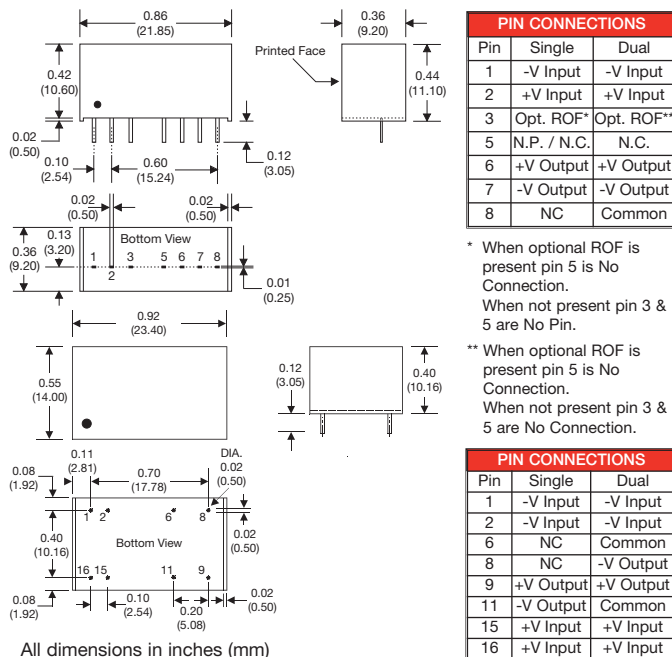 0.86
(21.85)
0.36
(9.20)
Printed Face
0.42
(10.60)
0.44
(11.10)
0.02
(0.50)
0.10
(2.54)
0.60
(15.24)
0.12
(3.05)
0.02
(0.50)
0.02
(0.50)
0.13
(3.20)
0.36
(9.20)
Bottom View
1 2 3 5 6 7 8
0.01
(0.25)
0.92
(23.40)
0.55
(14.00)
0.12
(3.05)
0.40
(10.16)
0.11
(2.81)
0.70
(17.78)
DIA.
0.02
(0.50)
0.08
(1.92)
1 2 6 8
0.02
(0.50)
0.40
(10.16)
Bottom View
16 15 11 9
0.08
(1.92)
0.10
(2.54)
0.20
(5.08)
0.02
(0.50)
All dimensions in inches (mm)
PIN CONNECTIONS
Pin Single Dual
1 -V Input -V Input
2 +V Input +V Input
3 Opt. ROF* Opt. ROF**
5 N.P. / N.C. N.C.
6 +V Output +V Output
7 -V Output -V Output
8 NC Common
* When optional ROF is
present pin 5 is No
Connection.
When not present pin 3 &
5 are No Pin.
** When optional ROF is
present pin 5 is No
Connection.
When not present pin 3 &
5 are No Connection.
PIN CONNECTIONS
Pin Single Dual
1 -V Input -V Input
2 -V Input -V Input
6 NC Common
8 NC -V Output
9 +V Output +V Output
11 -V Output Common
15 +V Input +V Input
16 +V Input +V Input